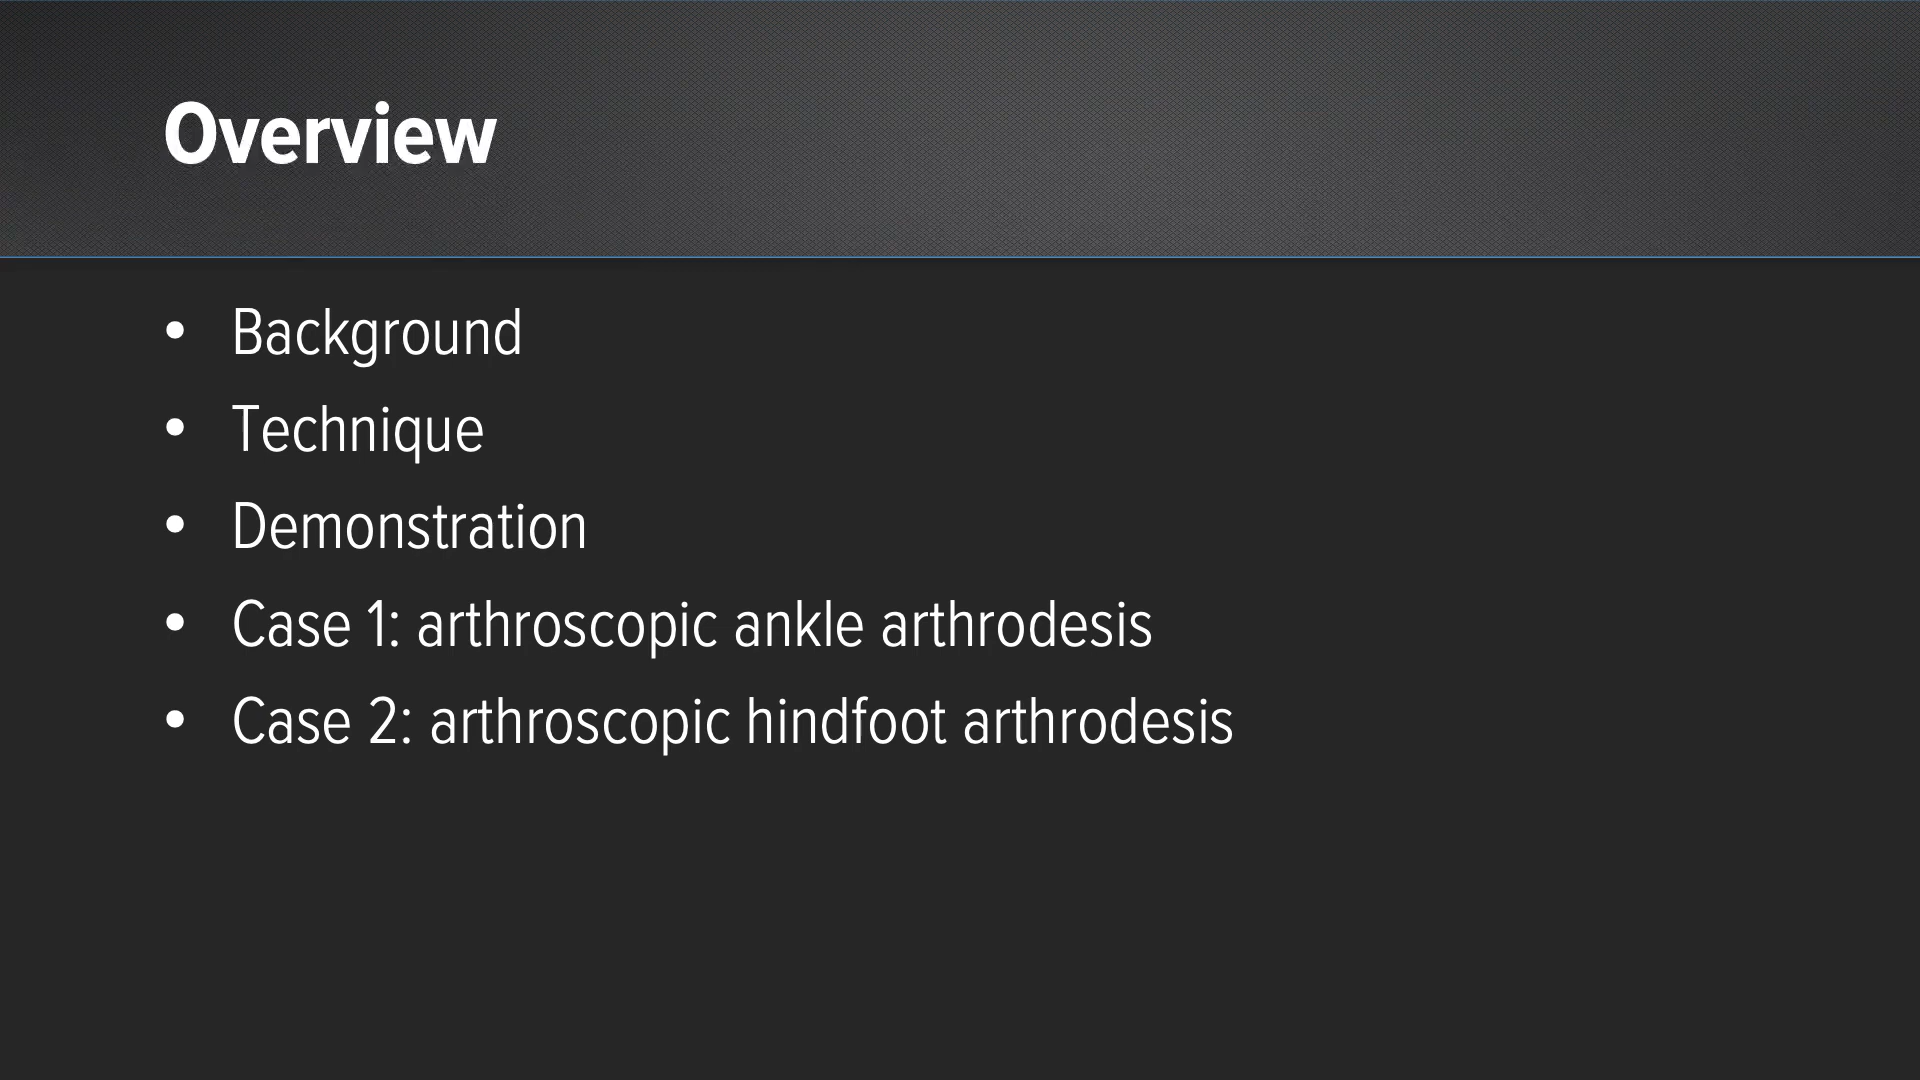 Overview
• Background
• Technique
• Demonstration
• Case 1: arthroscopic ankle arthrodesis
• Case 2: arthroscopic hindfoot arthrodesis